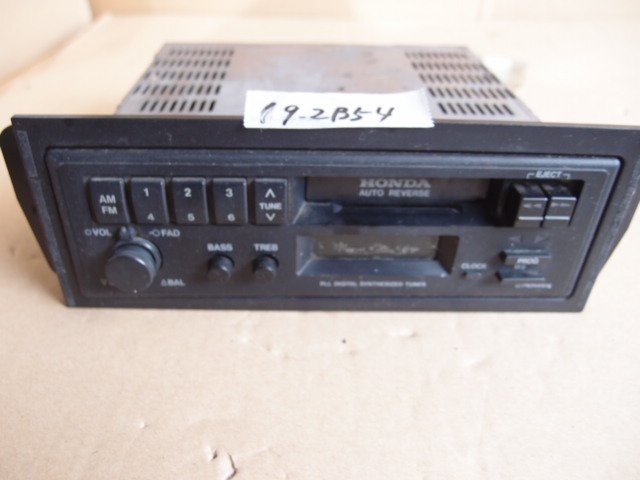 19-2B54
HONDA
AUTO REVERSE
EJECT
AM
FM
1
4
2
5
3
6
TUNE
VOL
FAD
BASS
TREB
BAL
PLL DIGITAL SYNTHESIZED TUNER
CLOCK
PROG